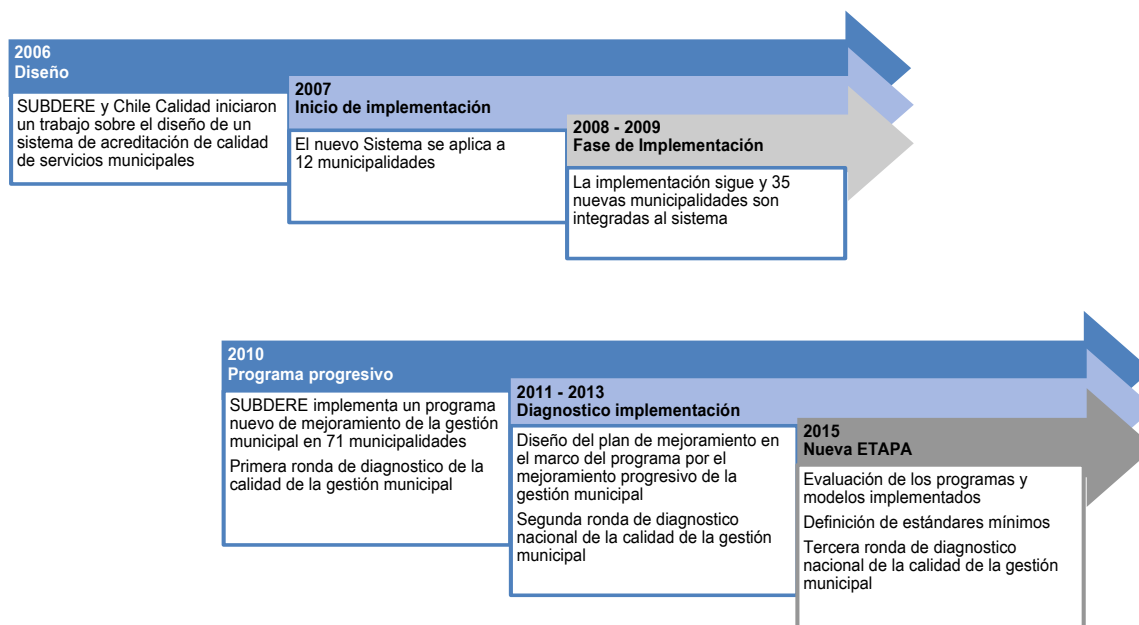 2006
Diseño
SUBDERE y Chile Calidad iniciaron
un trabajo sobre el diseño de un
sistema de acreditación de calidad
de servicios municipales
2007
Inicio de implementación
El nuevo Sistema se aplica a
12 municipalidades
2008 - 2009
Fase de Implementación
La implementación sigue y 35
nuevas municipalidades son
integradas al sistema
2010
Programa progresivo
SUBDERE implementa un programa
nuevo de mejoramiento de la gestión
municipal en 71 municipalidades
Primera ronda de diagnostico de la
calidad de la gestión municipal
2011 - 2013
Diagnostico implementación
Diseño del plan de mejoramiento en
el marco del programa por el
mejoramiento progresivo de la
gestión municipal
Segunda ronda de diagnostico
nacional de la calidad de la gestión
municipal
2015
Nueva ETAPA
Evaluación de los programas y
modelos implementados
Definición de estándares mínimos
Tercera ronda de diagnostico
nacional de la calidad de la gestión
municipal